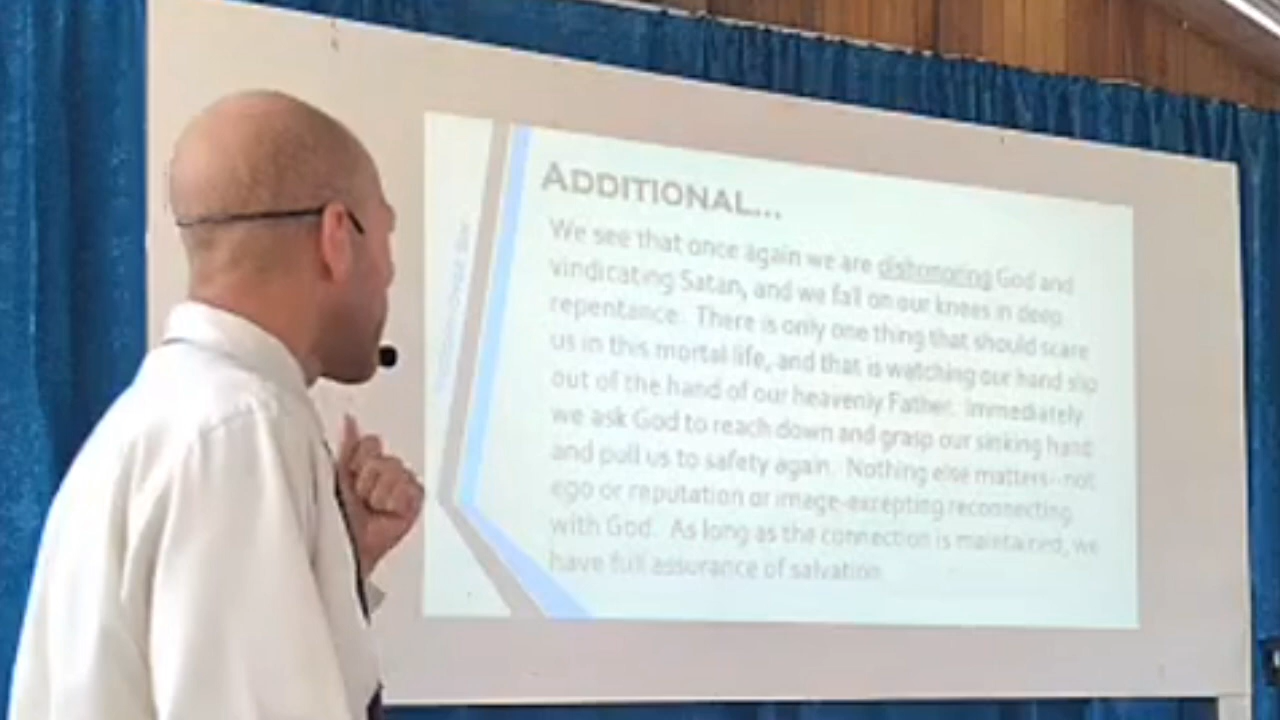 ADDITIONAL...
We see that once again we are dishonoring God and
vindicating Satan, and we fall on our knees in deep
repentance. There is only one thing that should scare
us in this mortal life, and that is watching our hand slip
out of the hand of our heavenly Father. Immediately
we ask God to reach down and grasp our sinking hand
and pull us to safety again. Nothing else matters--not
ego or reputation or image-excepting reconnecting
with God. As long as the connection is maintained, we
have full assurance of salvation.